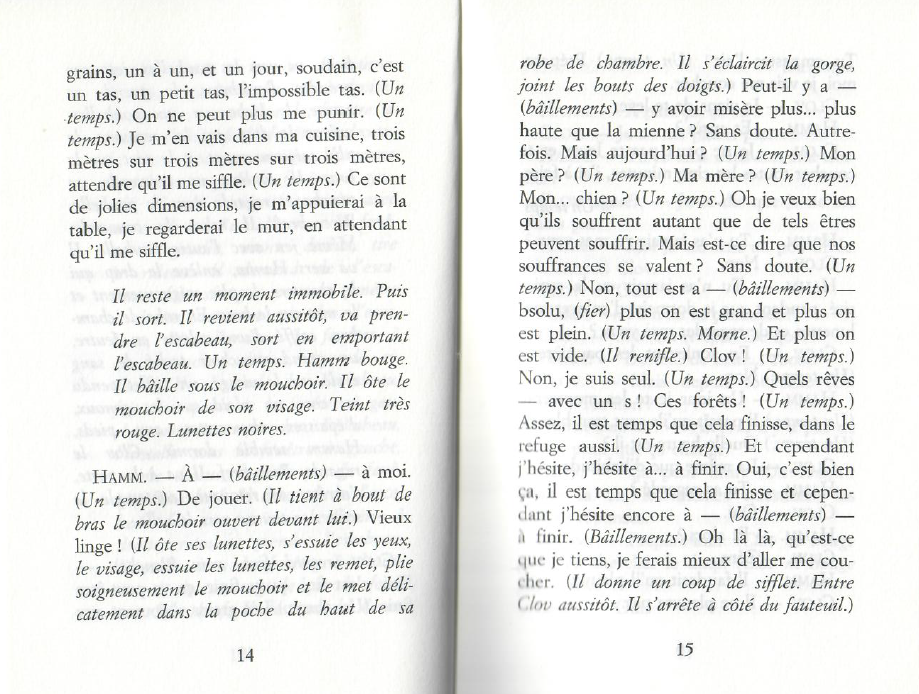 grains, un à un, et un jour, soudain, c'est
un tas, un petit tas, l'impossible tas. (Un
temps.) On ne peut plus me punir. (Un
temps.) Je m'en vais dans ma cuisine, trois
mètres sur trois mètres sur trois mètres,
attendre qu'il me siffle. (Un temps.) Ce sont
de jolies dimensions, je m'appuierai à la
table, je regarderai le mur, en attendant
qu'il me siffle.
Il reste un moment immobile. Puis
il sort. Il revient aussitôt, va pren-
dre l'escabeau, sort en emportant
l'escabeau. Un temps. Hamm bouge.
Il bâille sous le mouchoir. Il ôte le
mouchoir de son visage. Teint très
rouge. Lunettes noires.
HAMM. — À — (bâillements) — à moi.
(Un temps.) De jouer. (Il tient à bout de
bras le mouchoir ouvert devant lui.) Vieux
linge ! (Il ôte ses lunettes, s'essuie les yeux,
le visage, essuie les lunettes, les remet, plie
soigneusement le mouchoir et le met déli-
catement dans la poche du haut de sa
14
robe de chambre. Il s'éclaircit la gorge,
joint les bouts des doigts.) Peut-il y a —
(bâillements) — y avoir misère plus... plus
haute que la mienne ? Sans doute. Autre-
fois. Mais aujourd'hui ? (Un temps.) Mon
père ? (Un temps.) Ma mère ? (Un temps.)
Mon... chien ? (Un temps.) Oh je veux bien
qu'ils souffrent autant que de tels êtres
peuvent souffrir. Mais est-ce dire que nos
souffrances se valent ? Sans doute. (Un
temps.) Non, tout est a — (bâillements) —
bsolu, (fier) plus on est grand et plus on
est plein. (Un temps. Morne.) Et plus on
est vide. (Il renifle.) Clov ! (Un temps.)
Non, je suis seul. (Un temps.) Quels rêves
— avec un s ! Ces forêts ! (Un temps.)
Assez, il est temps que cela finisse, dans le
refuge aussi. (Un temps.) Et cependant
j'hésite, j'hésite à... à finir. Oui, c'est bien
ça, il est temps que cela finisse et cepen-
dant j'hésite encore à — (bâillements) —
à finir. (Bâillements.) Oh là là, qu'est-ce
que je tiens, je ferais mieux d'aller me cou-
cher. (Il donne un coup de sifflet. Entre
Clov aussitôt. Il s'arrête à côté du fauteuil.)
15